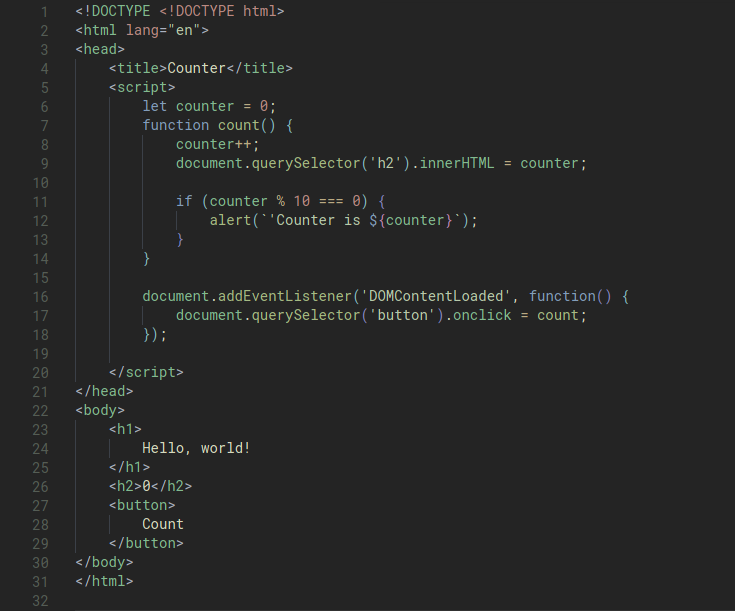 1 <!DOCTYPE <!DOCTYPE html>
2 <html lang="en">
3 <head>
4     <title>Counter</title>
5     <script>
6         let counter = 0;
7         function count() {
8             counter++;
9             document.querySelector('h2').innerHTML = counter;
10
11             if (counter % 10 === 0) {
12                 alert(`'Counter is ${counter}`);
13             }
14         }
15
16         document.addEventListener('DOMContentLoaded', function() {
17             document.querySelector('button').onclick = count;
18         });
19
20     </script>
21 </head>
22 <body>
23     <h1>
24         Hello, world!
25     </h1>
26     <h2>0</h2>
27     <button>
28         Count
29     </button>
30 </body>
31 </html>
32